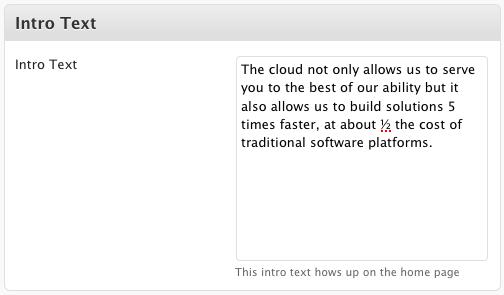 Intro Text
Intro Text
The cloud not only allows us to serve
you to the best of our ability but it
also allows us to build solutions 5
times faster, at about ½ the cost of
traditional software platforms.
This intro text hows up on the home page